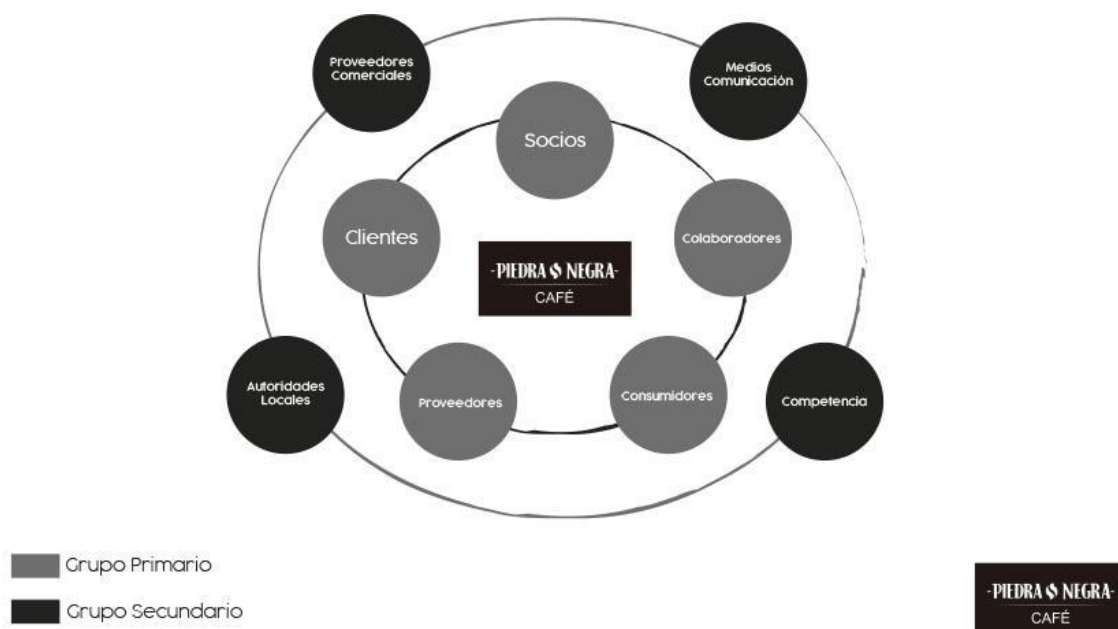 Proveedores
Comerciales
Medios
Comunicación
Socios
Clientes
Colaboradores
-PIEDRA NEGRA-
CAFÉ
Autoridades
Locales
Proveedores
Consumidores
Competencia
Grupo Primario
Grupo Secundario
-PIEDRA NEGRA-
CAFÉ